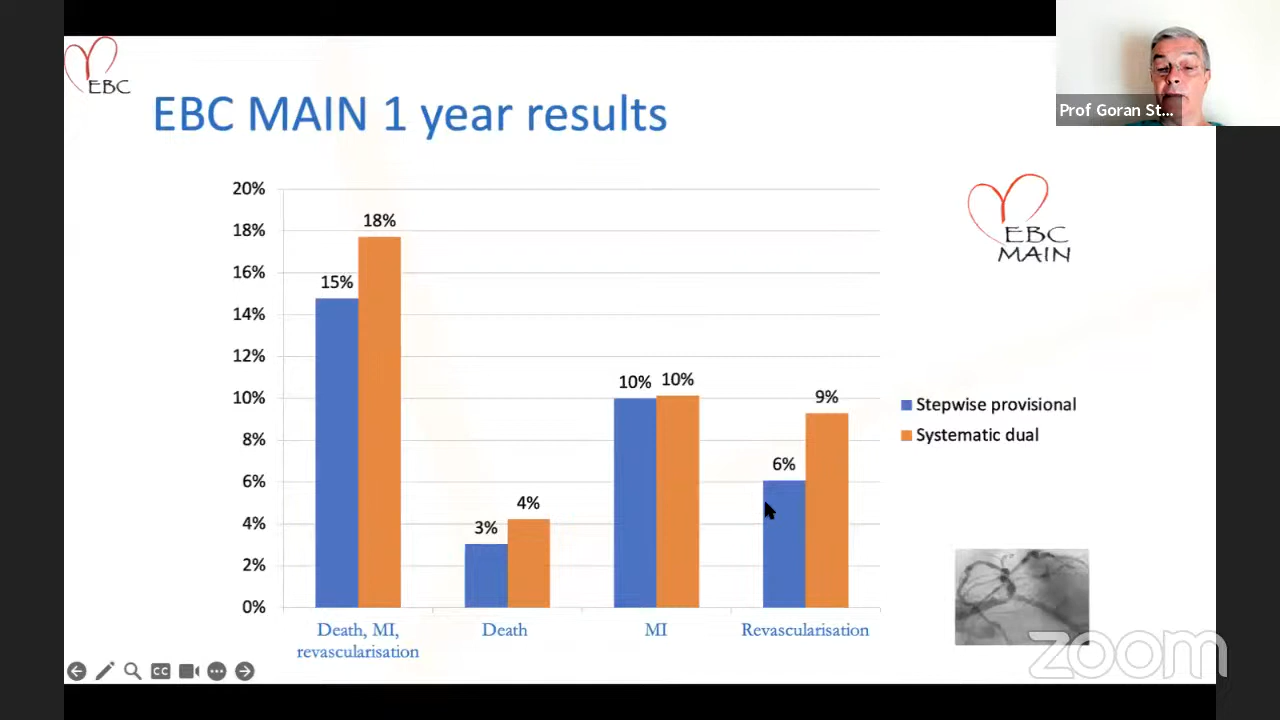 EBC
EBC MAIN 1 year results
Prof Goran St...
EBC
MAIN
20%
18%
16%
14%
12%
10%
8%
6%
4%
2%
0%
15%
18%
3%
4%
10%
10%
6%
9%
Death, MI,
revascularisation
Death
MI
Revascularisation
Stepwise provisional
Systematic dual
CC
zoom